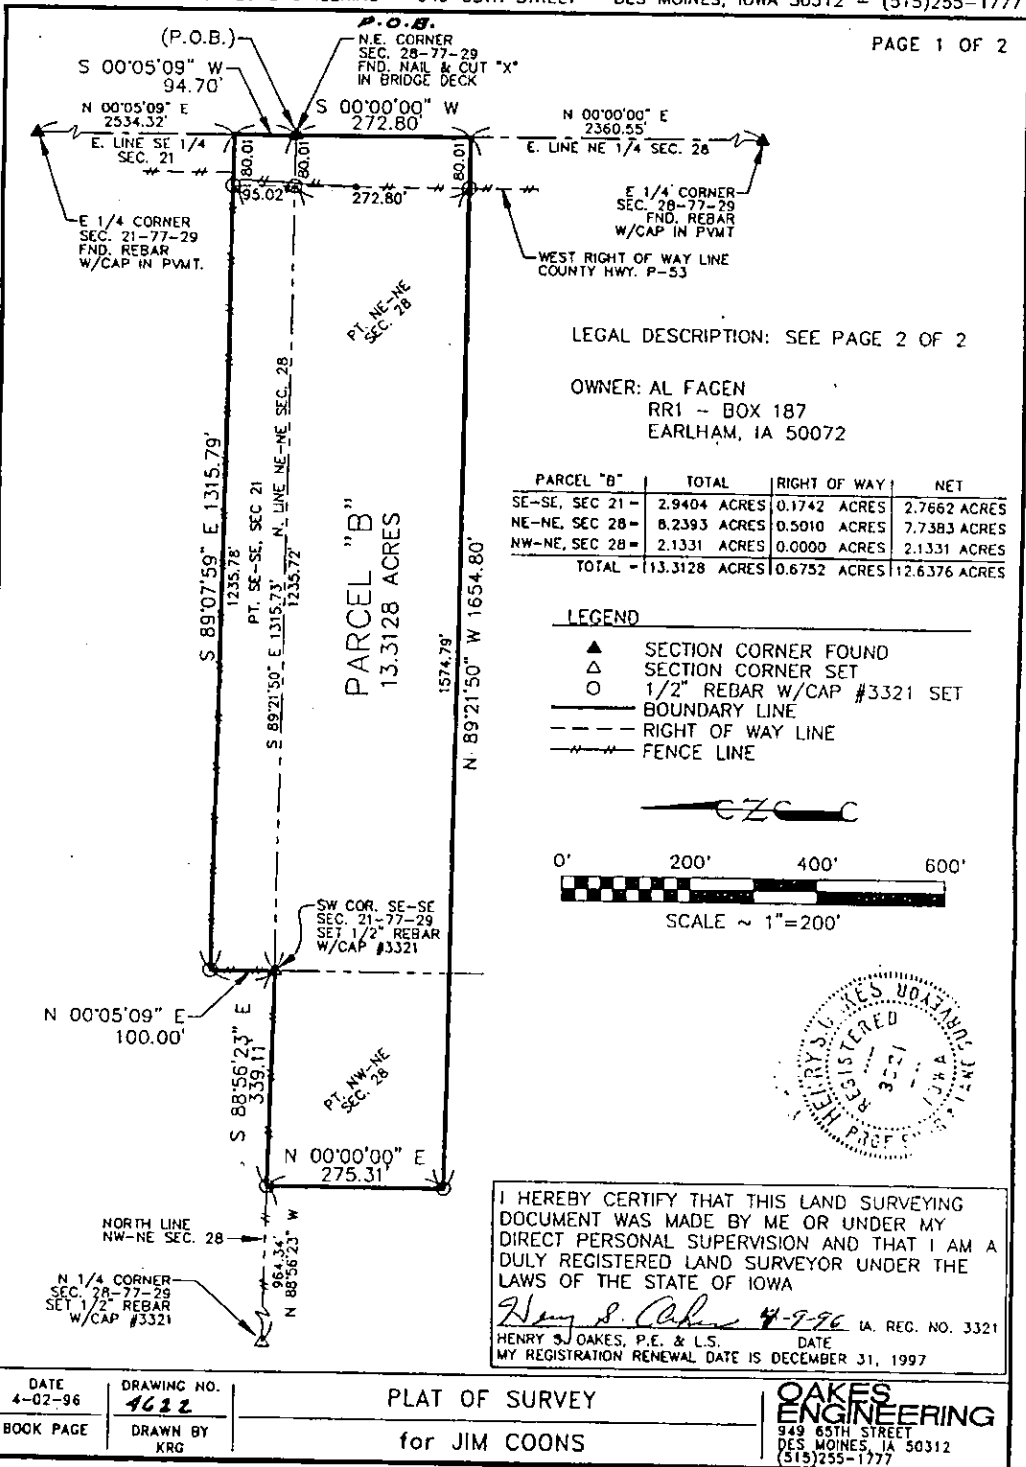 949 65TH STREET - DES MOINES, IOWA 50312 - (515)255-1777
PAGE 1 OF 2
P.O.B.
(P.O.B.)
N.E. CORNER
SEC. 28-77-29
FND. NAIL & CUT "X"
IN BRIDGE DECK
S 00°05'09" W
94.70'
N 00°05'09" E
2534.32'
E. LINE SE 1/4
SEC. 21
S 00°00'00" W
272.80'
N 00°00'00" E
2360.55'
E. LINE NE 1/4 SEC. 28
80.01
80.01
80.01
95.02'
272.80'
E 1/4 CORNER
SEC. 21-77-29
FND. REBAR
W/CAP IN PVMT.
E 1/4 CORNER
SEC. 28-77-29
FND. REBAR
W/CAP IN PVMT
WEST RIGHT OF WAY LINE
COUNTY HWY. P-53
PT. NE-NE
SEC. 28
LEGAL DESCRIPTION: SEE PAGE 2 OF 2
OWNER: AL FAGEN
RR1 - BOX 187
EARLHAM, IA 50072
PARCEL "B" TOTAL RIGHT OF WAY NET
SE-SE, SEC 21 = 2.9404 ACRES 0.1742 ACRES 2.7662 ACRES
NE-NE, SEC 28 = 8.2393 ACRES 0.5010 ACRES 7.7383 ACRES
NW-NE, SEC 28 = 2.1331 ACRES 0.0000 ACRES 2.1331 ACRES
TOTAL = 13.3128 ACRES 0.6752 ACRES 12.6376 ACRES
S 89°07'59" E 1315.79'
1235.78'
PT. SE-SE, SEC 21
S 89°21'50" E 1315.73' N. LINE NE-NE SEC. 28
1235.72'
PARCEL "B"
13.3128 ACRES
1574.79'
N 89°21'50" W 1654.80'
LEGEND
SECTION CORNER FOUND
SECTION CORNER SET
1/2" REBAR W/CAP #3321 SET
BOUNDARY LINE
RIGHT OF WAY LINE
FENCE LINE
0' 200' 400' 600'
SCALE ~ 1"=200'
SW COR. SE-SE
SEC. 21-77-29
SET 1/2" REBAR
W/CAP #3321
N 00°05'09" E
100.00'
S 88°56'23" E
339.11
PT. NW-NE
SEC. 28
N 00°00'00" E
275.31'
NORTH LINE
NW-NE SEC. 28
964.34'
N 88°56'23" W
N 1/4 CORNER
SEC. 28-77-29
SET 1/2" REBAR
W/CAP #3321
HENRY S. OAKES
REGISTERED
3321
IOWA
I HEREBY CERTIFY THAT THIS LAND SURVEYING
DOCUMENT WAS MADE BY ME OR UNDER MY
DIRECT PERSONAL SUPERVISION AND THAT I AM A
DULY REGISTERED LAND SURVEYOR UNDER THE
LAWS OF THE STATE OF IOWA
Henry S. Oakes 4-9-96 IA. REG. NO. 3321
HENRY S. OAKES, P.E. & L.S. DATE
MY REGISTRATION RENEWAL DATE IS DECEMBER 31, 1997
DATE
4-02-96
BOOK PAGE
DRAWING NO.
4622
DRAWN BY
KRG
PLAT OF SURVEY
for JIM COONS
OAKES
ENGINEERING
949 65TH STREET
DES MOINES, IA 50312
(515)255-1777